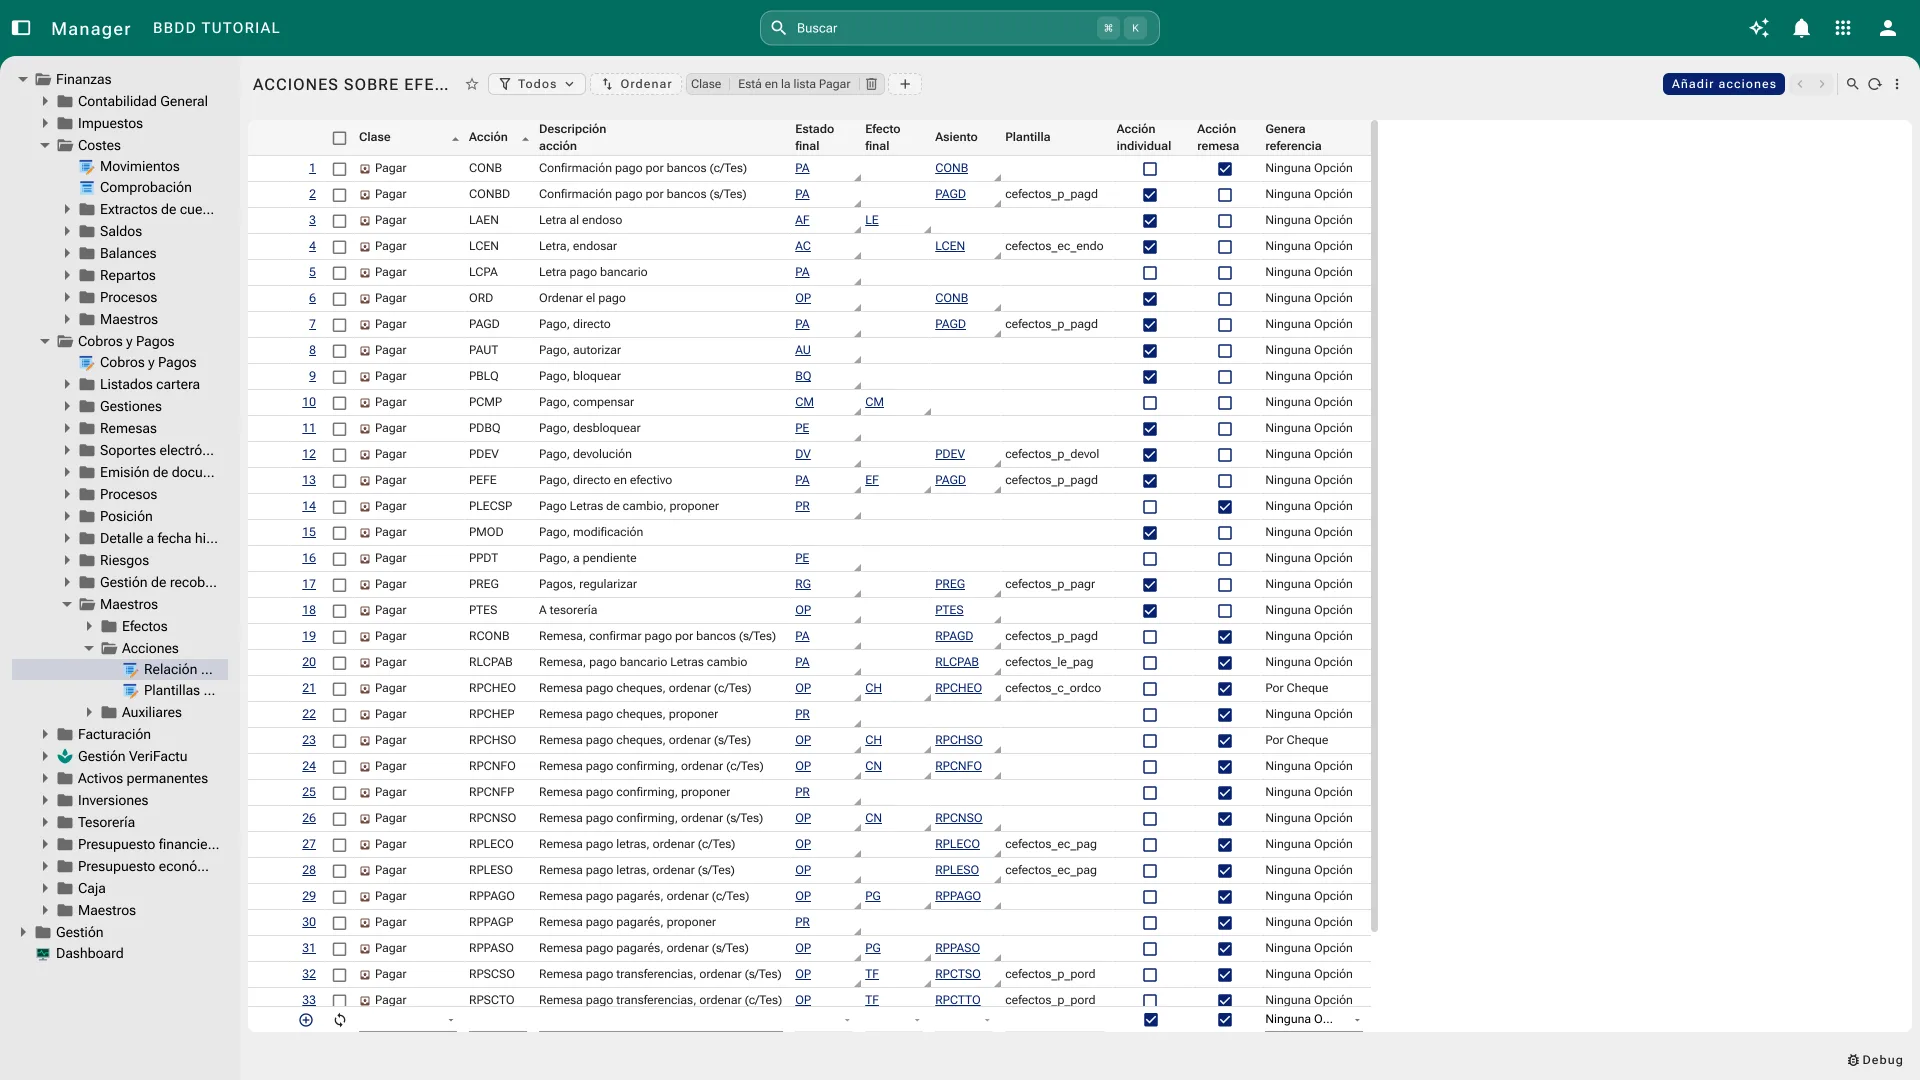 Manager BBDD TUTORIAL Buscar ⌘ K
Finanzas
Contabilidad General
Impuestos
Costes
Movimientos
Comprobación
Extractos de cue...
Saldos
Balances
Repartos
Procesos
Maestros
Cobros y Pagos
Cobros y Pagos
Listados cartera
Gestiones
Remesas
Soportes electró...
Emisión de docu...
Procesos
Posición
Detalle a fecha hi...
Riesgos
Gestión de recob...
Maestros
Efectos
Acciones
Relación ...
Plantillas ...
Auxiliares
Facturación
Gestión VeriFactu
Activos permanentes
Inversiones
Tesorería
Presupuesto financie...
Presupuesto econó...
Caja
Maestros
Gestión
Dashboard
ACCIONES SOBRE EFE... Todos Ordenar Clase Está en la lista Pagar Añadir acciones
Clase Acción Descripción acción Estado final Efecto final Asiento Plantilla Acción individual Acción remesa Genera referencia
1 Pagar CONB Confirmación pago por bancos (c/Tes) PA CONB Ninguna Opción
2 Pagar CONBD Confirmación pago por bancos (s/Tes) PA PAGD cefectos_p_pagd Ninguna Opción
3 Pagar LAEN Letra al endoso AF LE Ninguna Opción
4 Pagar LCEN Letra, endosar AC LCEN cefectos_ec_endo Ninguna Opción
5 Pagar LCPA Letra pago bancario PA Ninguna Opción
6 Pagar ORD Ordenar el pago OP CONB Ninguna Opción
7 Pagar PAGD Pago, directo PA PAGD cefectos_p_pagd Ninguna Opción
8 Pagar PAUT Pago, autorizar AU Ninguna Opción
9 Pagar PBLQ Pago, bloquear BQ Ninguna Opción
10 Pagar PCMP Pago, compensar CM CM Ninguna Opción
11 Pagar PDBQ Pago, desbloquear PE Ninguna Opción
12 Pagar PDEV Pago, devolución DV PDEV cefectos_p_devol Ninguna Opción
13 Pagar PEFE Pago, directo en efectivo PA EF PAGD cefectos_p_pagd Ninguna Opción
14 Pagar PLECSP Pago Letras de cambio, proponer PR Ninguna Opción
15 Pagar PMOD Pago, modificación Ninguna Opción
16 Pagar PPDT Pago, a pendiente PE Ninguna Opción
17 Pagar PREG Pagos, regularizar RG PREG cefectos_p_pagr Ninguna Opción
18 Pagar PTES A tesorería OP PTES Ninguna Opción
19 Pagar RCONB Remesa, confirmar pago por bancos (s/Tes) PA RPAGD cefectos_p_pagd Ninguna Opción
20 Pagar RLCPAB Remesa, pago bancario Letras cambio PA RLCPAB cefectos_le_pag Ninguna Opción
21 Pagar RPCHEO Remesa pago cheques, ordenar (c/Tes) OP CH RPCHEO cefectos_c_ordco Por Cheque
22 Pagar RPCHEP Remesa pago cheques, proponer PR Ninguna Opción
23 Pagar RPCHSO Remesa pago cheques, ordenar (s/Tes) OP CH RPCHSO Por Cheque
24 Pagar RPCNFO Remesa pago confirming, ordenar (c/Tes) OP CN RPCNFO Ninguna Opción
25 Pagar RPCNFP Remesa pago confirming, proponer PR Ninguna Opción
26 Pagar RPCNSO Remesa pago confirming, ordenar (s/Tes) OP CN RPCNSO Ninguna Opción
27 Pagar RPLECO Remesa pago letras, ordenar (c/Tes) OP RPLECO cefectos_ec_pag Ninguna Opción
28 Pagar RPLESO Remesa pago letras, ordenar (s/Tes) OP RPLESO cefectos_ec_pag Ninguna Opción
29 Pagar RPPAGO Remesa pago pagarés, ordenar (c/Tes) OP PG RPPAGO Ninguna Opción
30 Pagar RPPAGP Remesa pago pagarés, proponer PR Ninguna Opción
31 Pagar RPPASO Remesa pago pagarés, ordenar (s/Tes) OP PG RPPASO Ninguna Opción
32 Pagar RPSCSO Remesa pago transferencias, ordenar (s/Tes) OP TF RPCTSO cefectos_p_pord Ninguna Opción
33 Pagar RPSCTO Remesa pago transferencias, ordenar (c/Tes) OP TF RPCTTO cefectos_p_pord Ninguna Opción
Ninguna O...
Debug